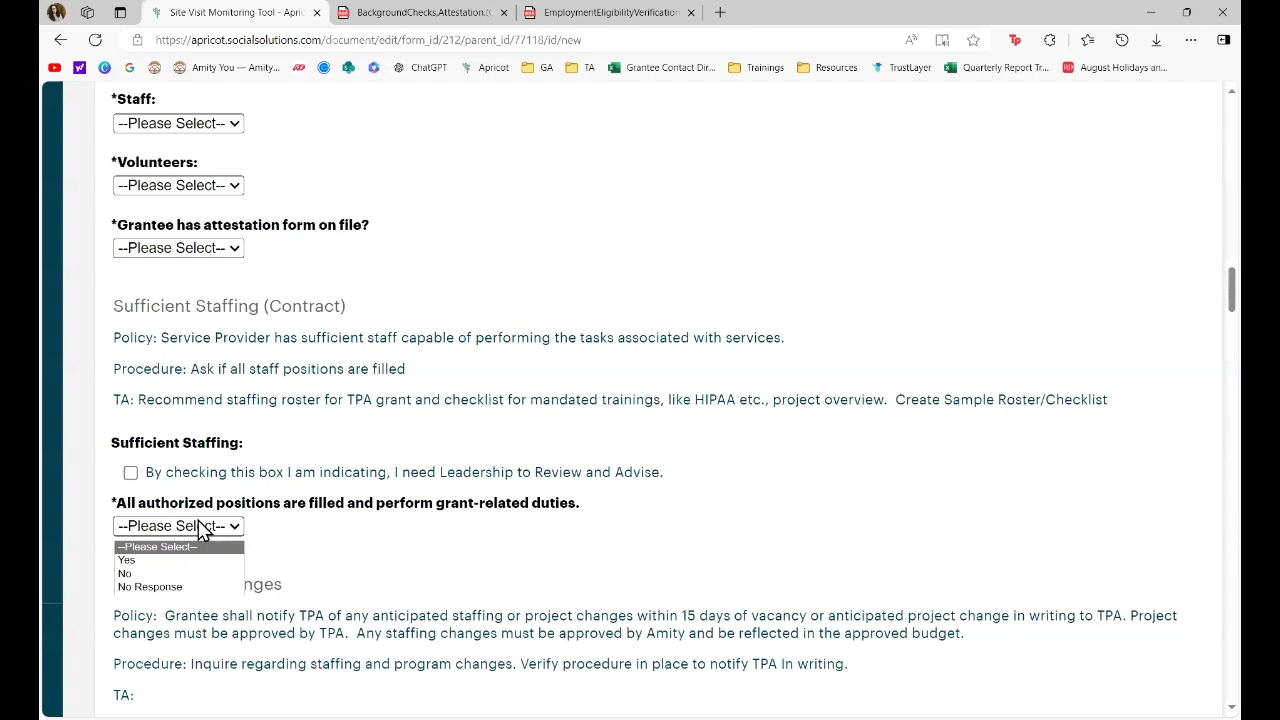 Site Visit Monitoring Tool - Apric
BackgroundChecks,Attestation,(
EmploymentEligibilityVerification
https://apricot.socialsolutions.com/document/edit/form_id/212/parent_id/77118/id/new
Amity You — Amity...
ChatGPT
Apricot
GA
TA
Grantee Contact Dir...
Trainings
Resources
TrustLayer
Quarterly Report Tr...
August Holidays an...
*Staff:
--Please Select--
*Volunteers:
--Please Select--
*Grantee has attestation form on file?
--Please Select--
Sufficient Staffing (Contract)
Policy: Service Provider has sufficient staff capable of performing the tasks associated with services.
Procedure: Ask if all staff positions are filled
TA: Recommend staffing roster for TPA grant and checklist for mandated trainings, like HIPAA etc., project overview. Create Sample Roster/Checklist
Sufficient Staffing:
By checking this box I am indicating, I need Leadership to Review and Advise.
*All authorized positions are filled and perform grant-related duties.
--Please Select--
--Please Select--
Yes
No
No Response
nges
Policy: Grantee shall notify TPA of any anticipated staffing or project changes within 15 days of vacancy or anticipated project change in writing to TPA. Project
changes must be approved by TPA. Any staffing changes must be approved by Amity and be reflected in the approved budget.
Procedure: Inquire regarding staffing and program changes. Verify procedure in place to notify TPA In writing.
TA: